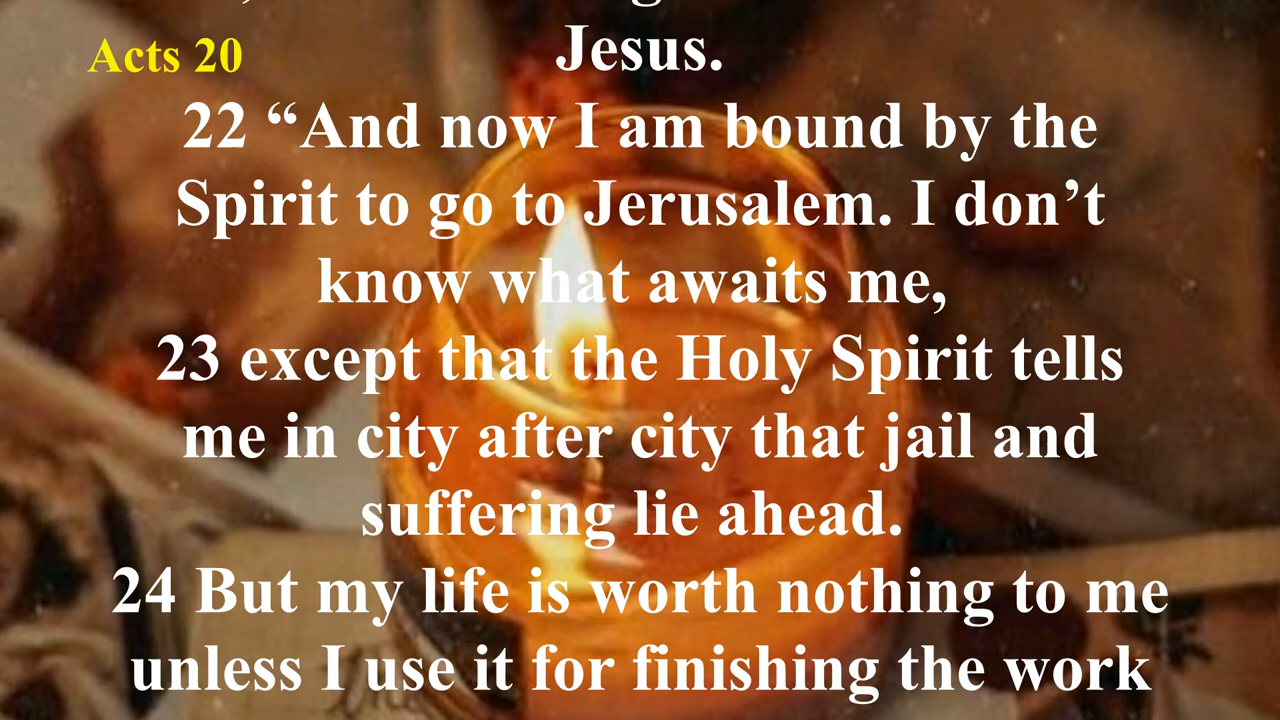 Acts 20
Jesus.
22 “And now I am bound by the
Spirit to go to Jerusalem. I don’t
know what awaits me,
23 except that the Holy Spirit tells
me in city after city that jail and
suffering lie ahead.
24 But my life is worth nothing to me
unless I use it for finishing the work